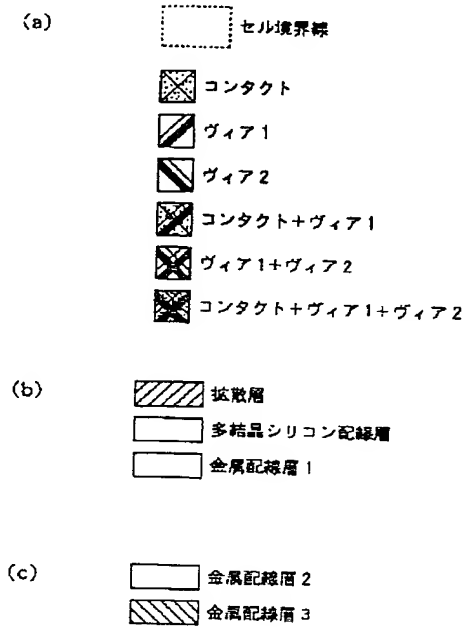 (a)
セル境界線
コンタクト
ヴィア1
ヴィア2
コンタクト+ヴィア1
ヴィア1+ヴィア2
コンタクト+ヴィア1+ヴィア2
(b)
拡散層
多結晶シリコン配線層
金属配線層1
(c)
金属配線層2
金属配線層3